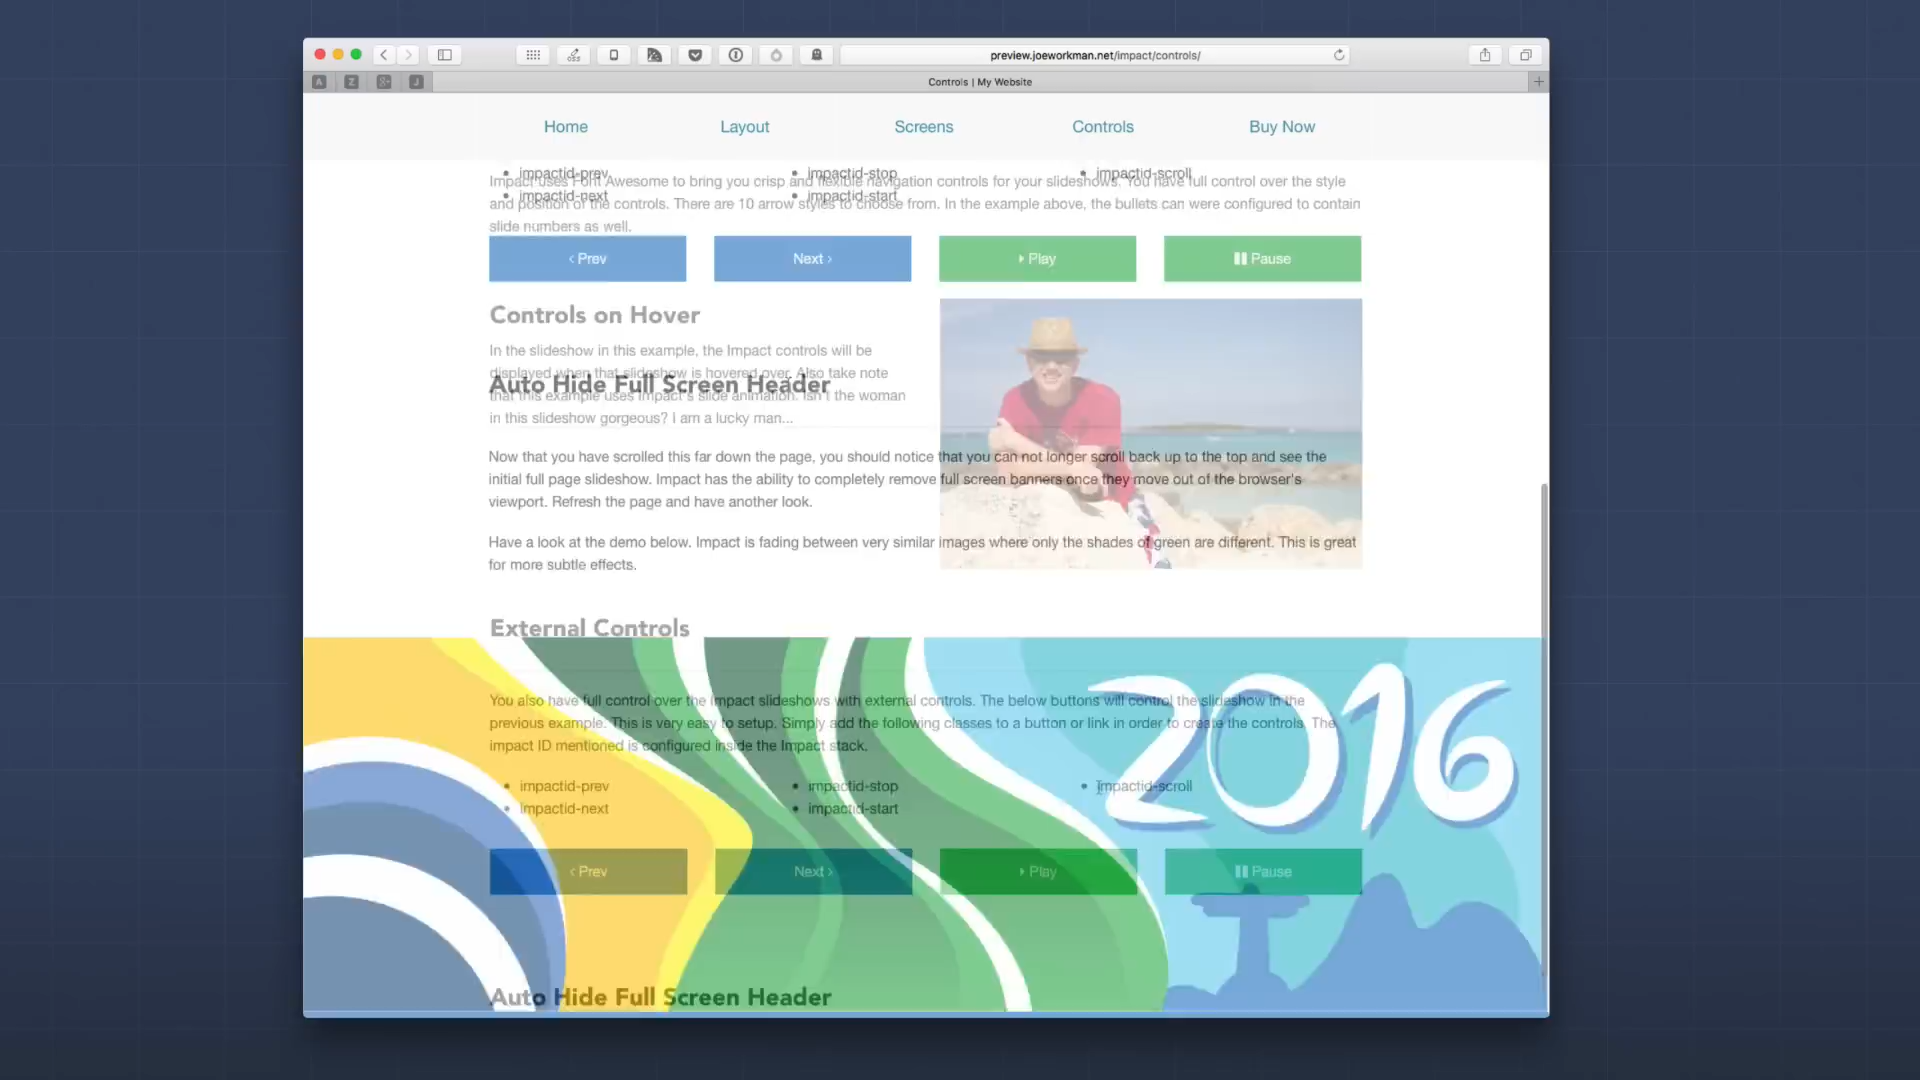 preview.joeworkman.net/impact/controls/
A
Z
g+
J
Controls | My Website
Home
Layout
Screens
Controls
Buy Now
impactid-prev
impactid-stop
impactid-scroll
Impact uses Font Awesome to bring you crisp and flexible navigation controls for your slideshows. You have full control over the style
impactid-next
impactid-start
and position of the controls. There are 10 arrow styles to choose from. In the example above, the bullets can were configured to contain
slide numbers as well.
‹ Prev
Next ›
Play
Pause
Controls on Hover
In the slideshow in this example, the Impact controls will be
displayed when that slideshow is hovered over. Also take note
Auto Hide Full Screen Header
that this example uses Impact's slide animation. Isn't the woman
in this slideshow gorgeous? I am a lucky man...
Now that you have scrolled this far down the page, you should notice that you can not longer scroll back up to the top and see the
initial full page slideshow. Impact has the ability to completely remove full screen banners once they move out of the browser's
viewport. Refresh the page and have another look.
Have a look at the demo below. Impact is fading between very similar images where only the shades of green are different. This is great
for more subtle effects.
External Controls
You also have full control over the Impact slideshows with external controls. The below buttons will control the slideshow in the
previous example. This is very easy to setup. Simply add the following classes to a button or link in order to create the controls. The
impact ID mentioned is configured inside the Impact stack.
2016
impactid-prev
impactid-stop
impactid-scroll
impactid-next
impactid-start
‹ Prev
Next ›
Play
Pause
Auto Hide Full Screen Header